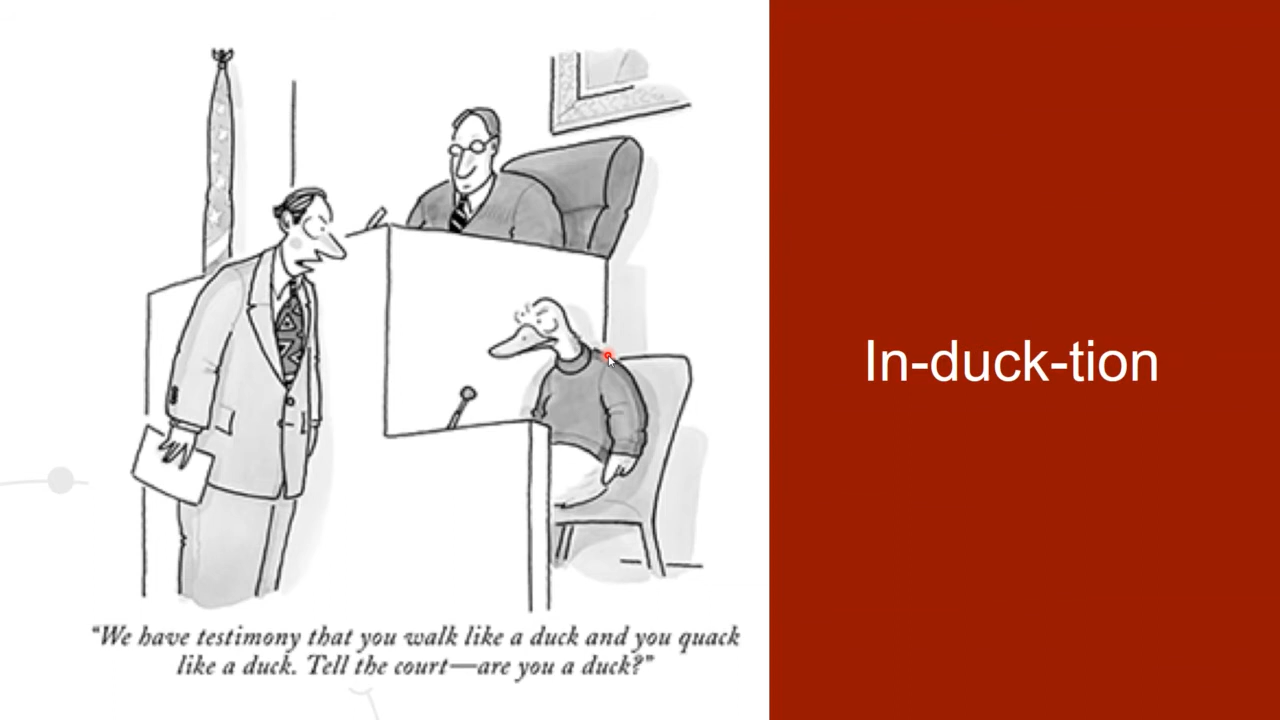 "We have testimony that you walk like a duck and you quack
like a duck. Tell the court—are you a duck?"
In-duck-tion